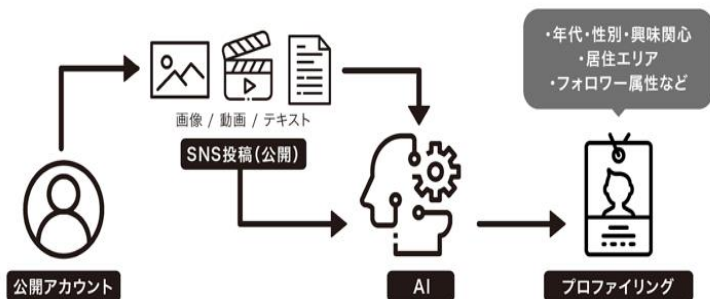 ・年代・性別・興味関心
・居住エリア
・フォロワー属性など
画像 / 動画 / テキスト
SNS投稿(公開)
公開アカウント
AI
プロファイリング